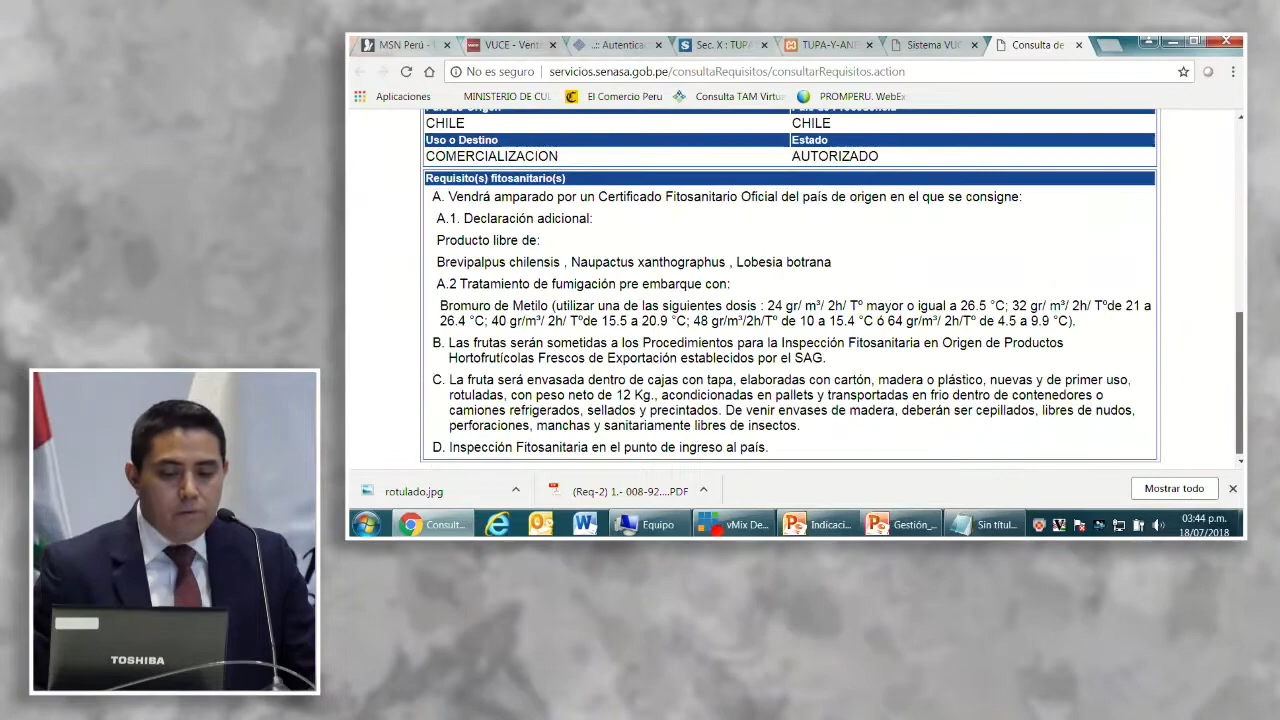 MSN Perú -
VUCE - Vent
..:: Autentica
Sec. X : TUPA
TUPA-Y-ANE
Sistema VUC
Consulta de
No es seguro
servicios.senasa.gob.pe/consultaRequisitos/consultarRequisitos.action
Aplicaciones
MINISTERIO DE CUL
El Comercio Peru
Consulta TAM Virtua
PROMPERU. WebEx
CHILE
CHILE
Uso o Destino
Estado
COMERCIALIZACION
AUTORIZADO
Requisito(s) fitosanitario(s)
A. Vendrá amparado por un Certificado Fitosanitario Oficial del país de origen en el que se consigne:
A.1. Declaración adicional:
Producto libre de:
Brevipalpus chilensis , Naupactus xanthographus , Lobesia botrana
A.2 Tratamiento de fumigación pre embarque con:
Bromuro de Metilo (utilizar una de las siguientes dosis : 24 gr/ m³/ 2h/ Tº mayor o igual a 26.5 °C; 32 gr/ m³/ 2h/ Tºde 21 a
26.4 °C; 40 gr/m³/ 2h/ Tºde 15.5 a 20.9 °C; 48 gr/m³/2h/Tº de 10 a 15.4 °C ó 64 gr/m³/ 2h/Tº de 4.5 a 9.9 °C).
B. Las frutas serán sometidas a los Procedimientos para la Inspección Fitosanitaria en Origen de Productos
Hortofrutícolas Frescos de Exportación establecidos por el SAG.
C. La fruta será envasada dentro de cajas con tapa, elaboradas con cartón, madera o plástico, nuevas y de primer uso,
rotuladas, con peso neto de 12 Kg., acondicionadas en pallets y transportadas en frio dentro de contenedores o
camiones refrigerados, sellados y precintados. De venir envases de madera, deberán ser cepillados, libres de nudos,
perforaciones, manchas y sanitariamente libres de insectos.
D. Inspección Fitosanitaria en el punto de ingreso al país.
rotulado.jpg
(Req-2) 1.- 008-92....PDF
Mostrar todo
Consult...
Equipo
vMix De...
Indicaci...
Gestión_...
Sin títul...
03:44 p.m.
18/07/2018
TOSHIBA